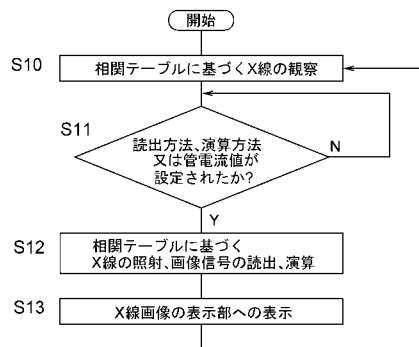 開始
S10
相関テーブルに基づくX線の観察
S11
読出方法、演算方法
又は管電流値が
設定されたか?
N
Y
S12
相関テーブルに基づく
X線の照射、画像信号の読出、演算
S13
X線画像の表示部への表示